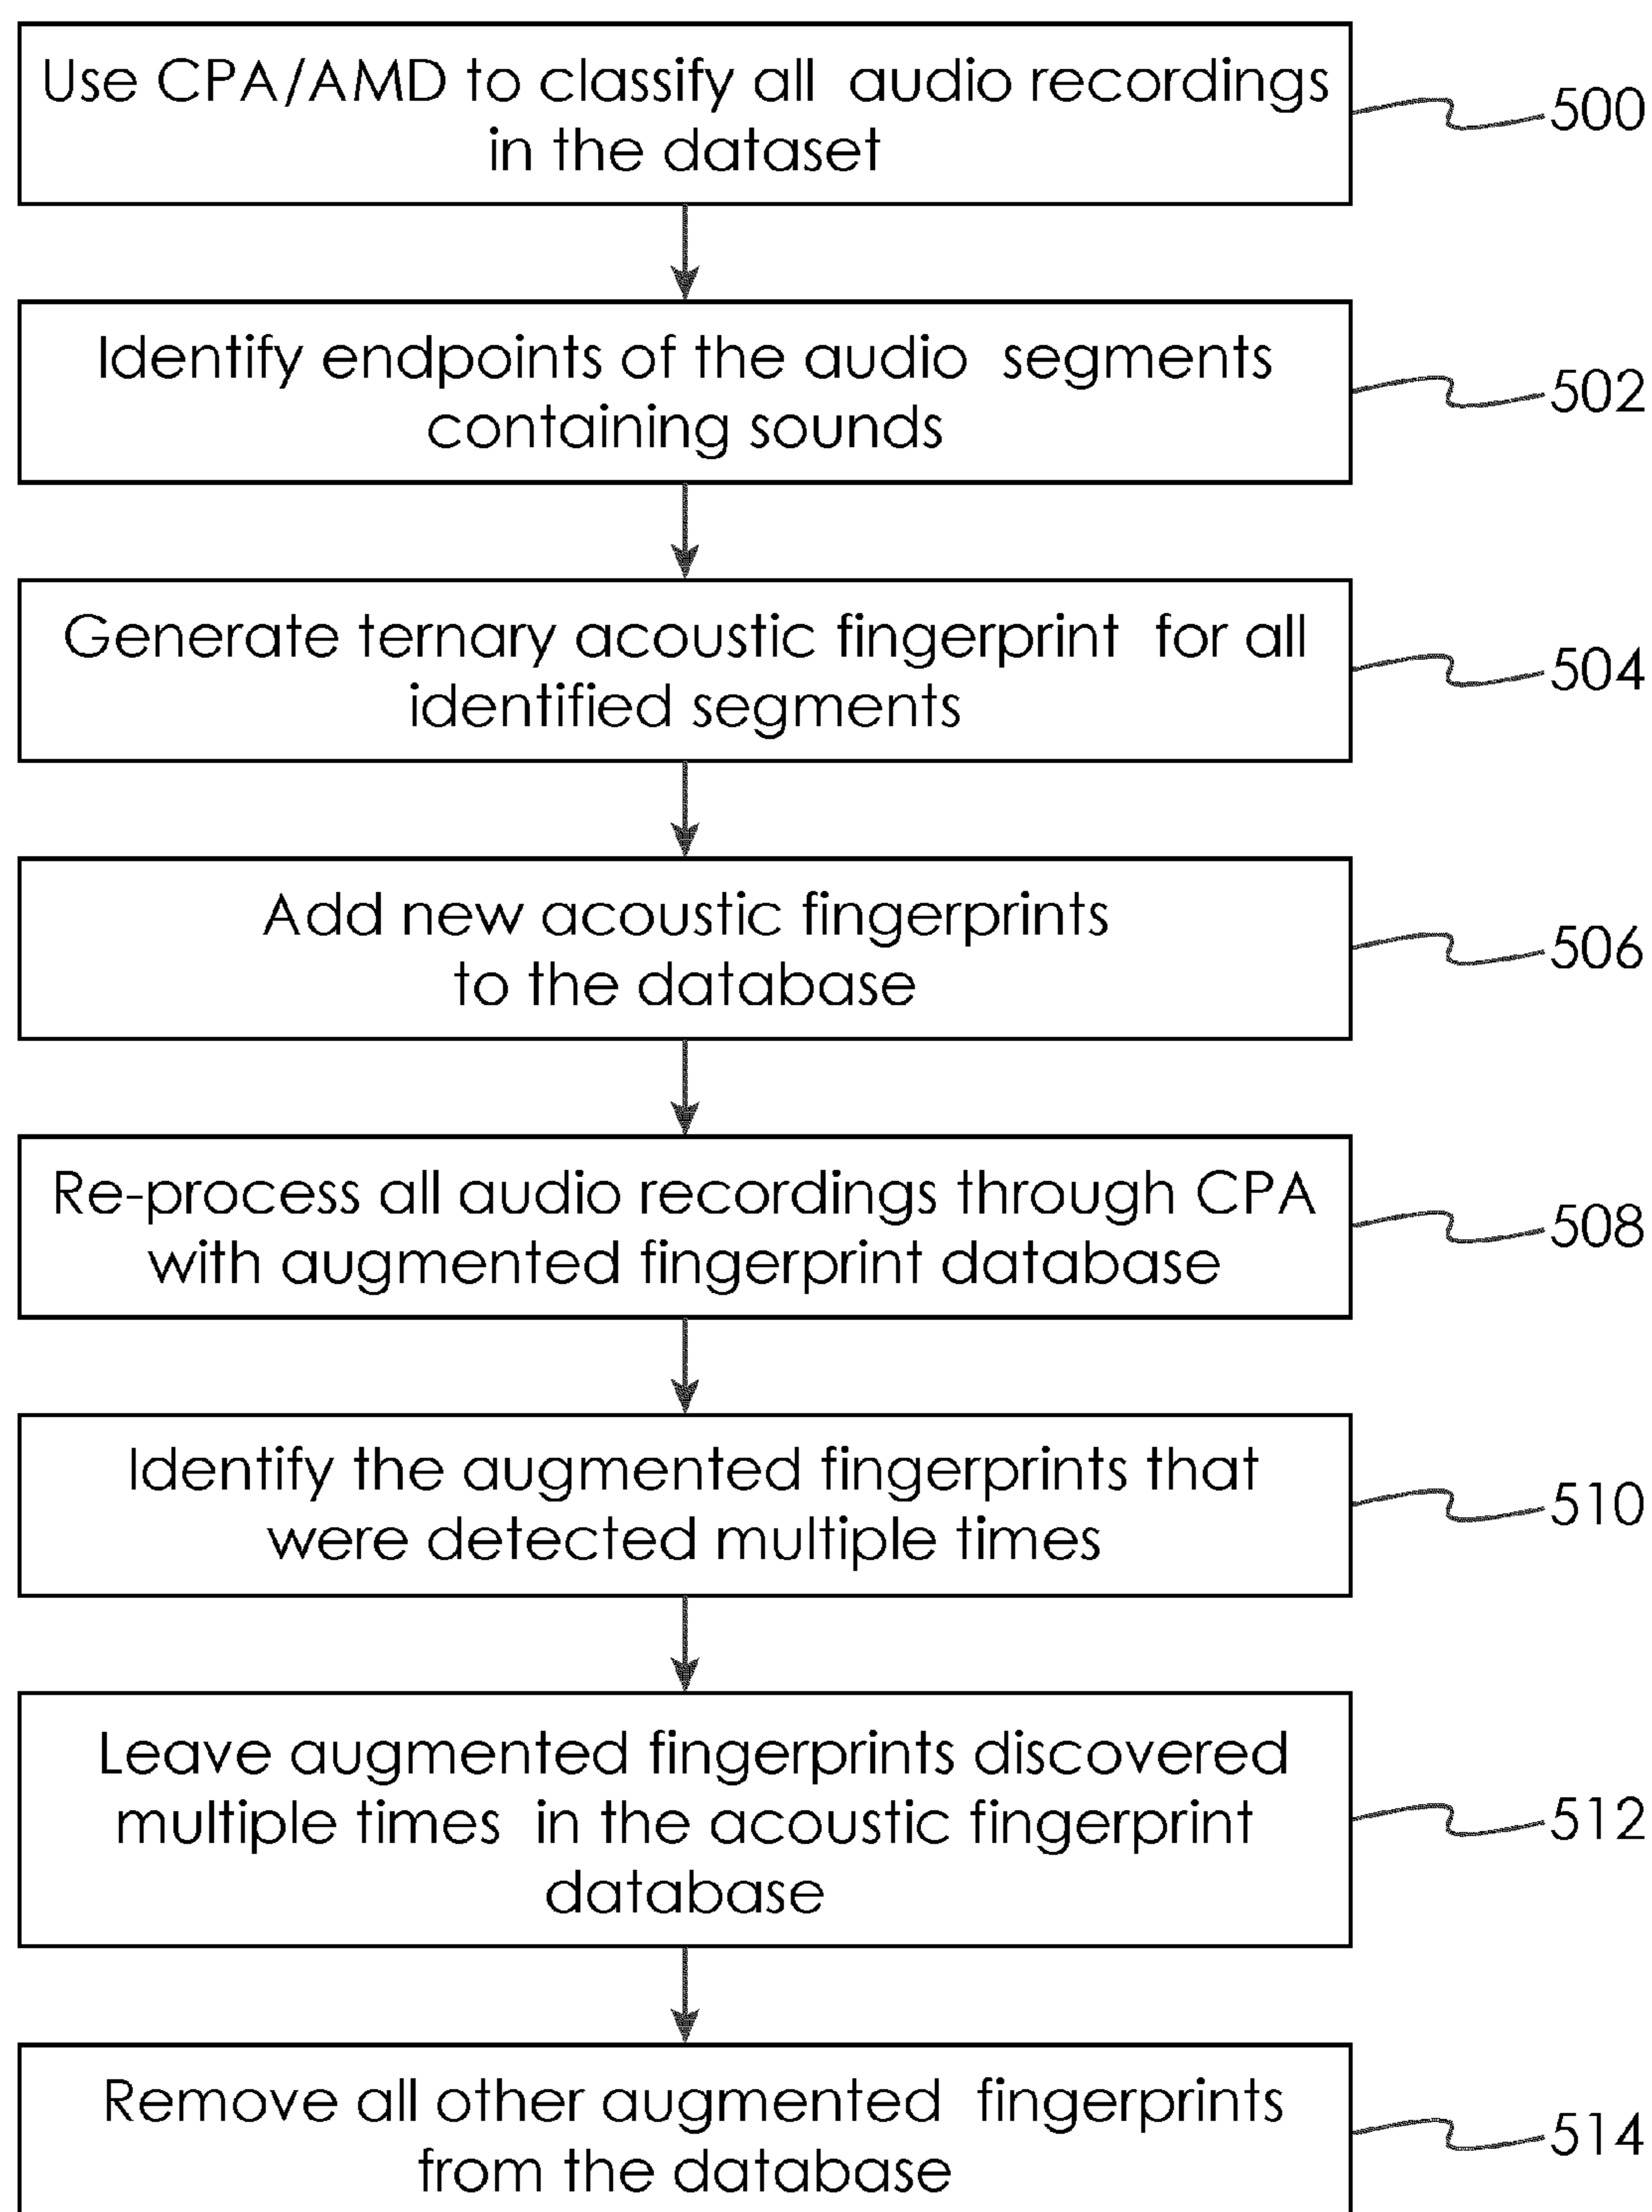 Use CPA/AMD to classify all audio recordings
in the dataset
500
Identify endpoints of the audio segments
containing sounds
502
Generate ternary acoustic fingerprint for all
identified segments
504
Add new acoustic fingerprints
to the database
506
Re-process all audio recordings through CPA
with augmented fingerprint database
508
Identify the augmented fingerprints that
were detected multiple times
510
Leave augmented fingerprints discovered
multiple times in the acoustic fingerprint
database
512
Remove all other augmented fingerprints
from the database
514